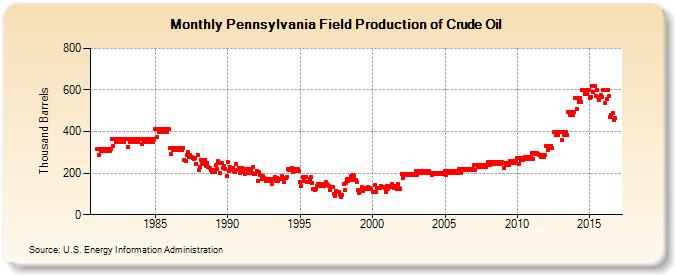 Monthly Pennsylvania Field Production of Crude Oil
Thousand Barrels
800
600
400
200
0
1985 1990 1995 2000 2005 2010 2015
Source: U.S. Energy Information Administration